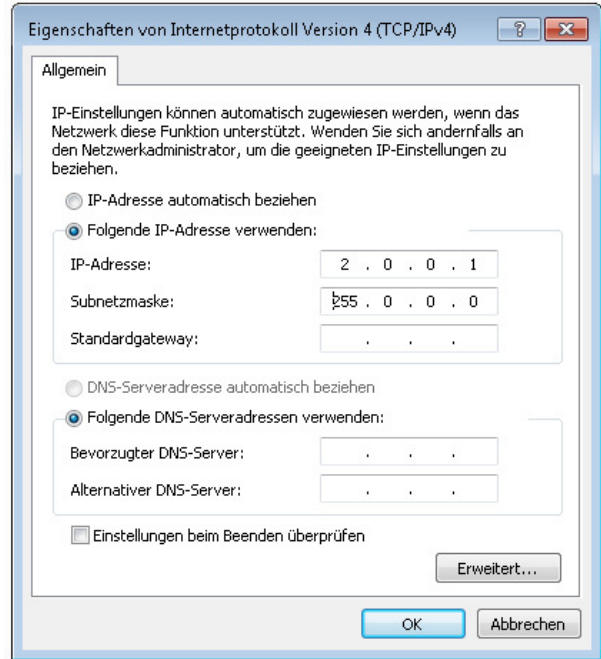 Eigenschaften von Internetprotokoll Version 4 (TCP/IPv4)
Allgemein
IP-Einstellungen können automatisch zugewiesen werden, wenn das
Netzwerk diese Funktion unterstützt. Wenden Sie sich andernfalls an
den Netzwerkadministrator, um die geeigneten IP-Einstellungen zu
beziehen.
IP-Adresse automatisch beziehen
Folgende IP-Adresse verwenden:
IP-Adresse: 2 . 0 . 0 . 1
Subnetzmaske: 255 . 0 . 0 . 0
Standardgateway: . . .
DNS-Serveradresse automatisch beziehen
Folgende DNS-Serveradressen verwenden:
Bevorzugter DNS-Server: . . .
Alternativer DNS-Server: . . .
Einstellungen beim Beenden überprüfen
Erweitert...
OK Abbrechen